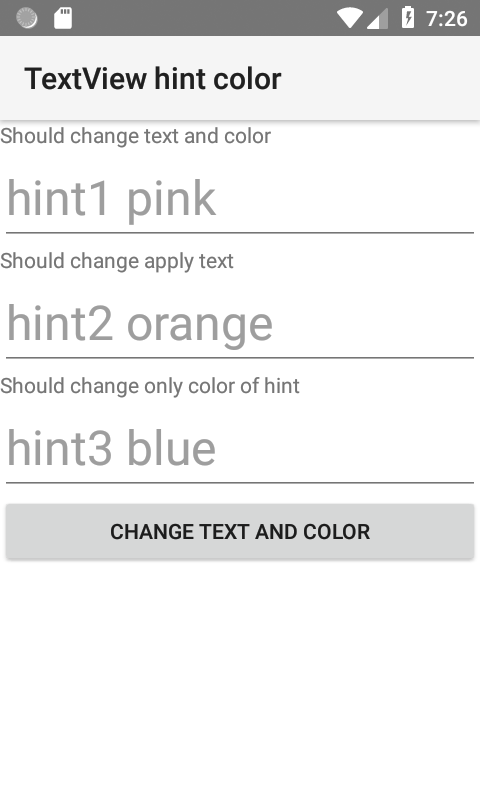 7:26
TextView hint color
Should change text and color
hint1 pink
Should change apply text
hint2 orange
Should change only color of hint
hint3 blue
CHANGE TEXT AND COLOR